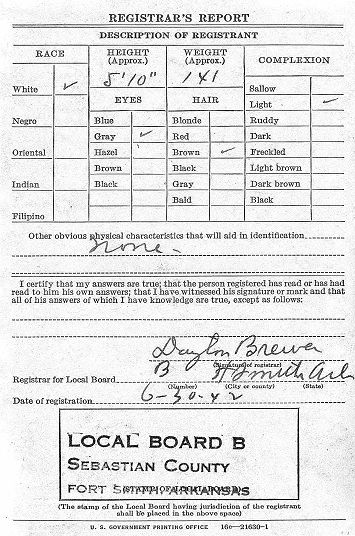 REGISTRAR'S REPORT
DESCRIPTION OF REGISTRANT
RACE
HEIGHT (Approx.)
WEIGHT (Approx.)
COMPLEXION
5'10"
141
White ✓
EYES
HAIR
Sallow
Light ✓
Negro
Blue
Blonde
Ruddy
Gray ✓
Red
Dark
Oriental
Hazel
Brown ✓
Freckled
Brown
Black
Light brown
Indian
Black
Gray
Dark brown
Bald
Black
Filipino
Other obvious physical characteristics that will aid in identification
none-
I certify that my answers are true; that the person registered has read or has had
read to him his own answers; that I have witnessed his signature or mark and that
all of his answers of which I have knowledge are true, except as follows:
Brewer
(Signature of registrar)
Registrar for Local Board B Ft Smith Ark
(Number) (City or county) (State)
Date of registration 6-30-42
LOCAL BOARD B
SEBASTIAN COUNTY
FORT SMITH ARKANSAS
(STAMP OF LOCAL BOARD)
(The stamp of the Local Board having jurisdiction of the registrant
shall be placed in the above space)
U. S. GOVERNMENT PRINTING OFFICE 16c—21630-1